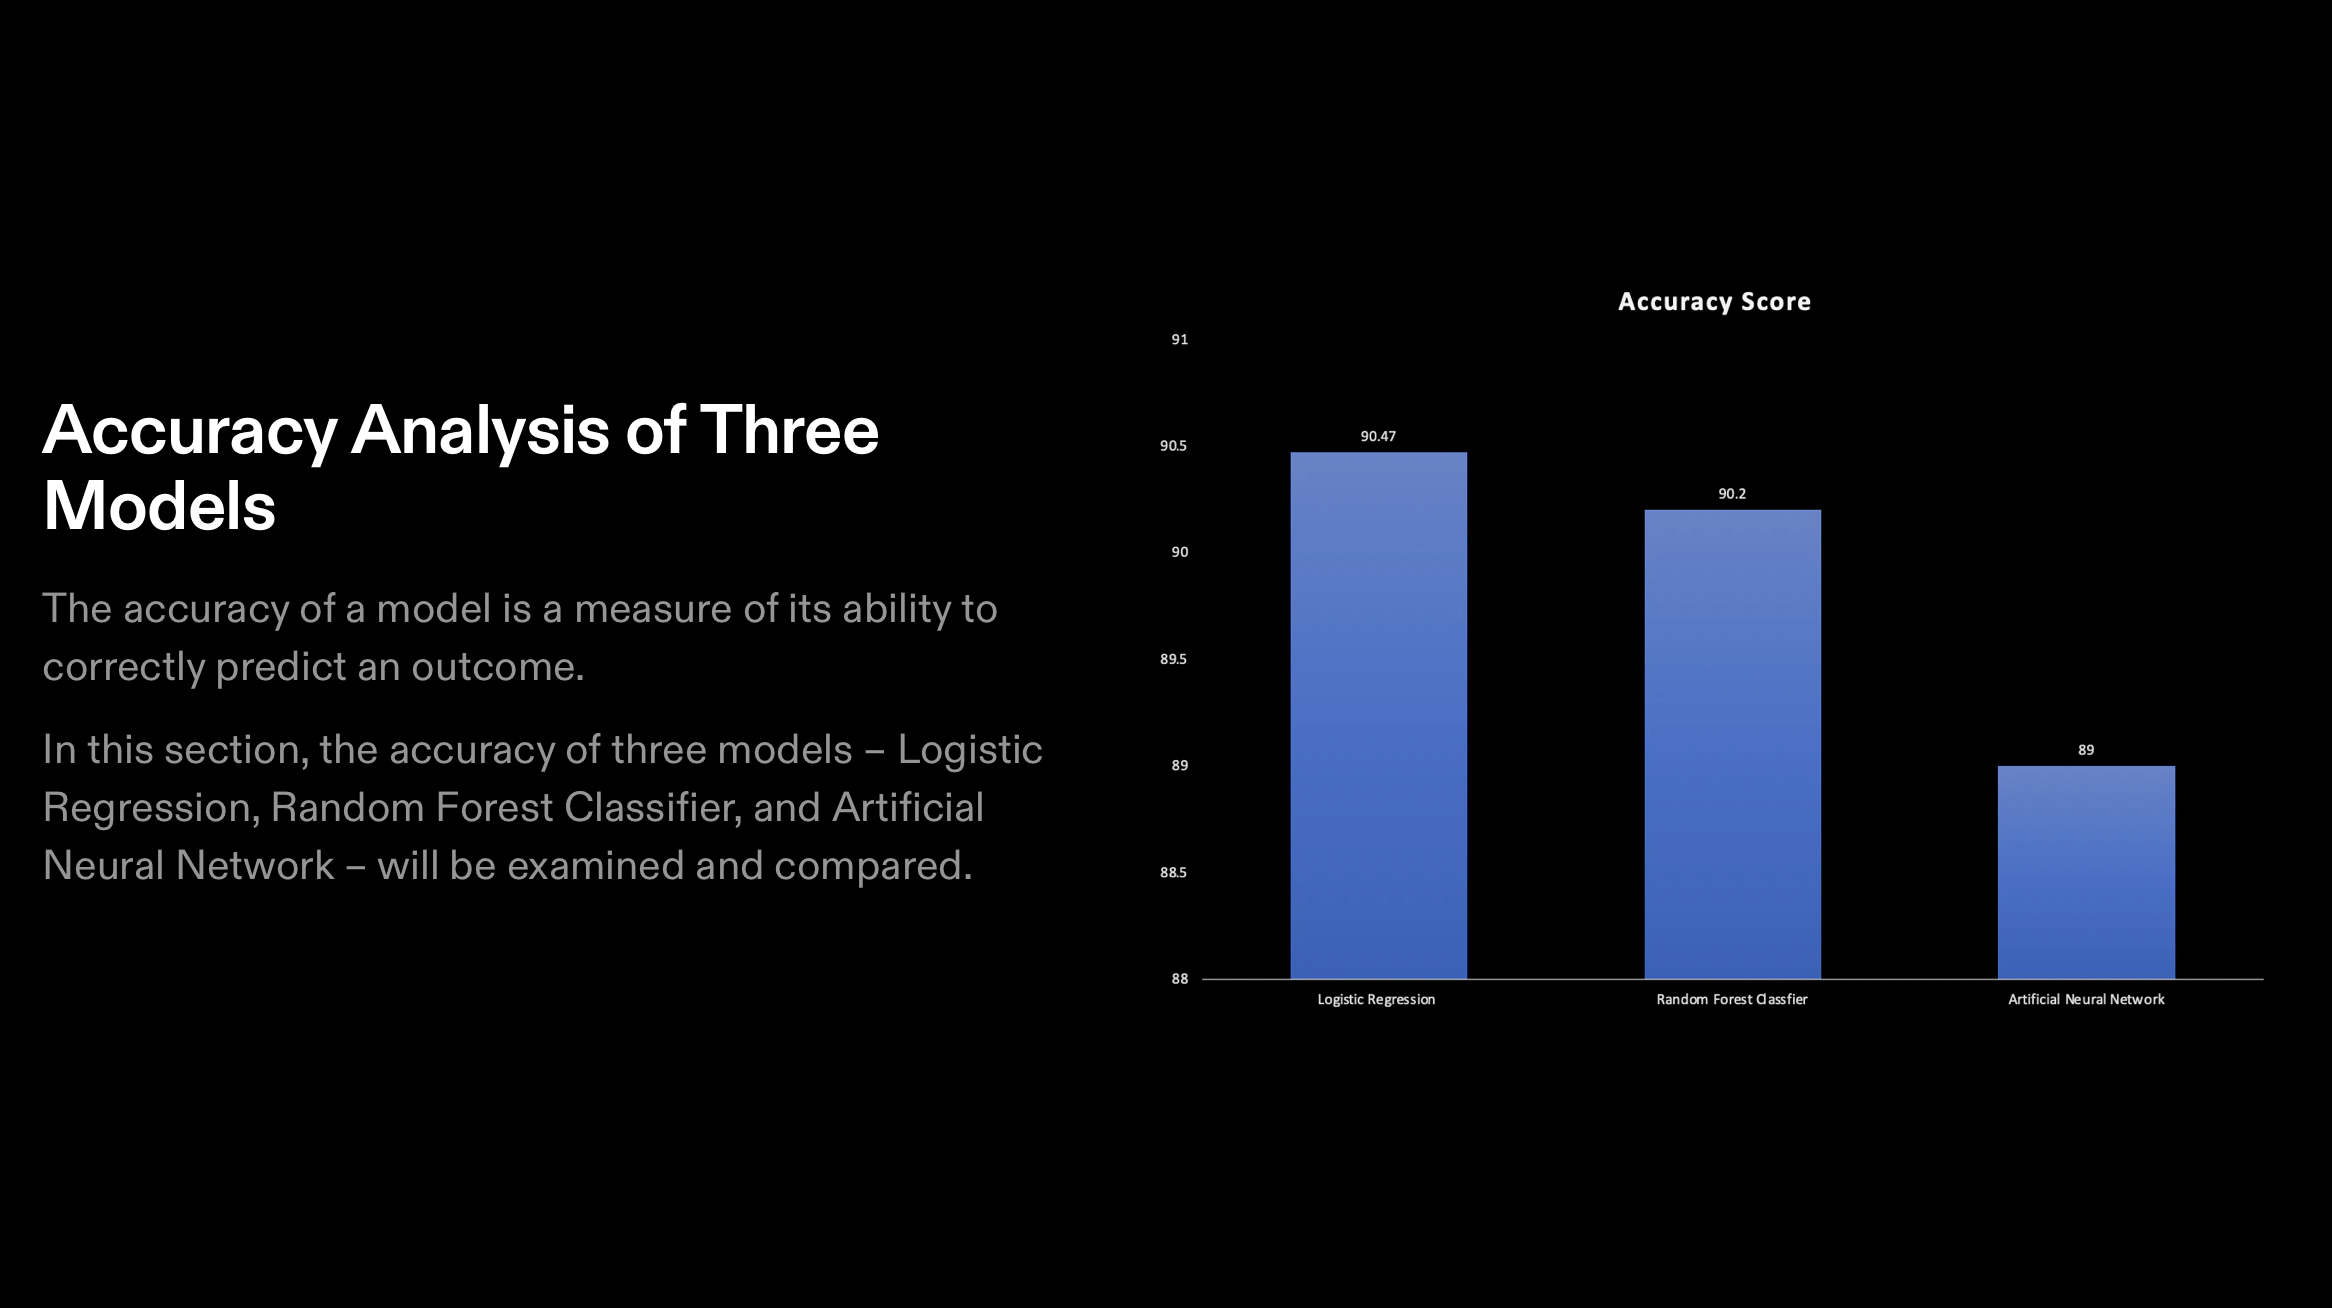 Accuracy Analysis of Three
Models
The accuracy of a model is a measure of its ability to
correctly predict an outcome.
In this section, the accuracy of three models – Logistic
Regression, Random Forest Classifier, and Artificial
Neural Network – will be examined and compared.
Accuracy Score
91
90.5
90
89.5
89
88.5
88
90.47
90.2
89
Logistic Regression
Random Forest Classfier
Artificial Neural Network